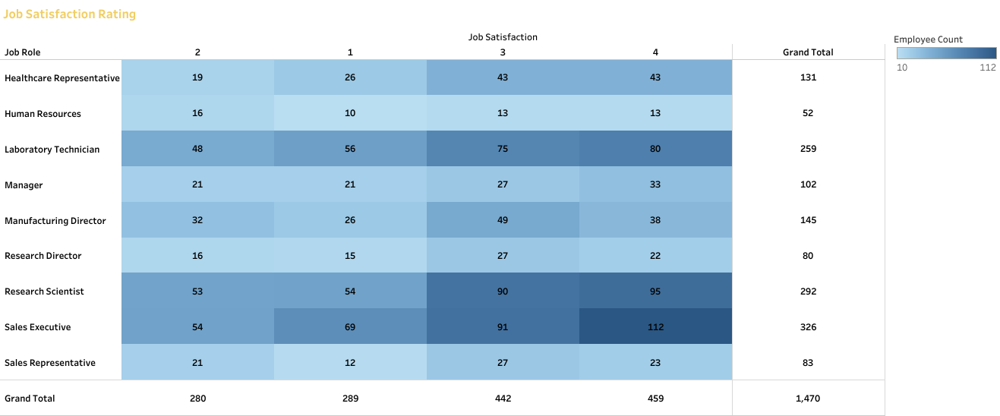 Job Satisfaction Rating
Job Satisfaction
Employee Count
Job Role 2 1 3 4 Grand Total
10 112
Healthcare Representative 19 26 43 43 131
Human Resources 16 10 13 13 52
Laboratory Technician 48 56 75 80 259
Manager 21 21 27 33 102
Manufacturing Director 32 26 49 38 145
Research Director 16 15 27 22 80
Research Scientist 53 54 90 95 292
Sales Executive 54 69 91 112 326
Sales Representative 21 12 27 23 83
Grand Total 280 289 442 459 1,470